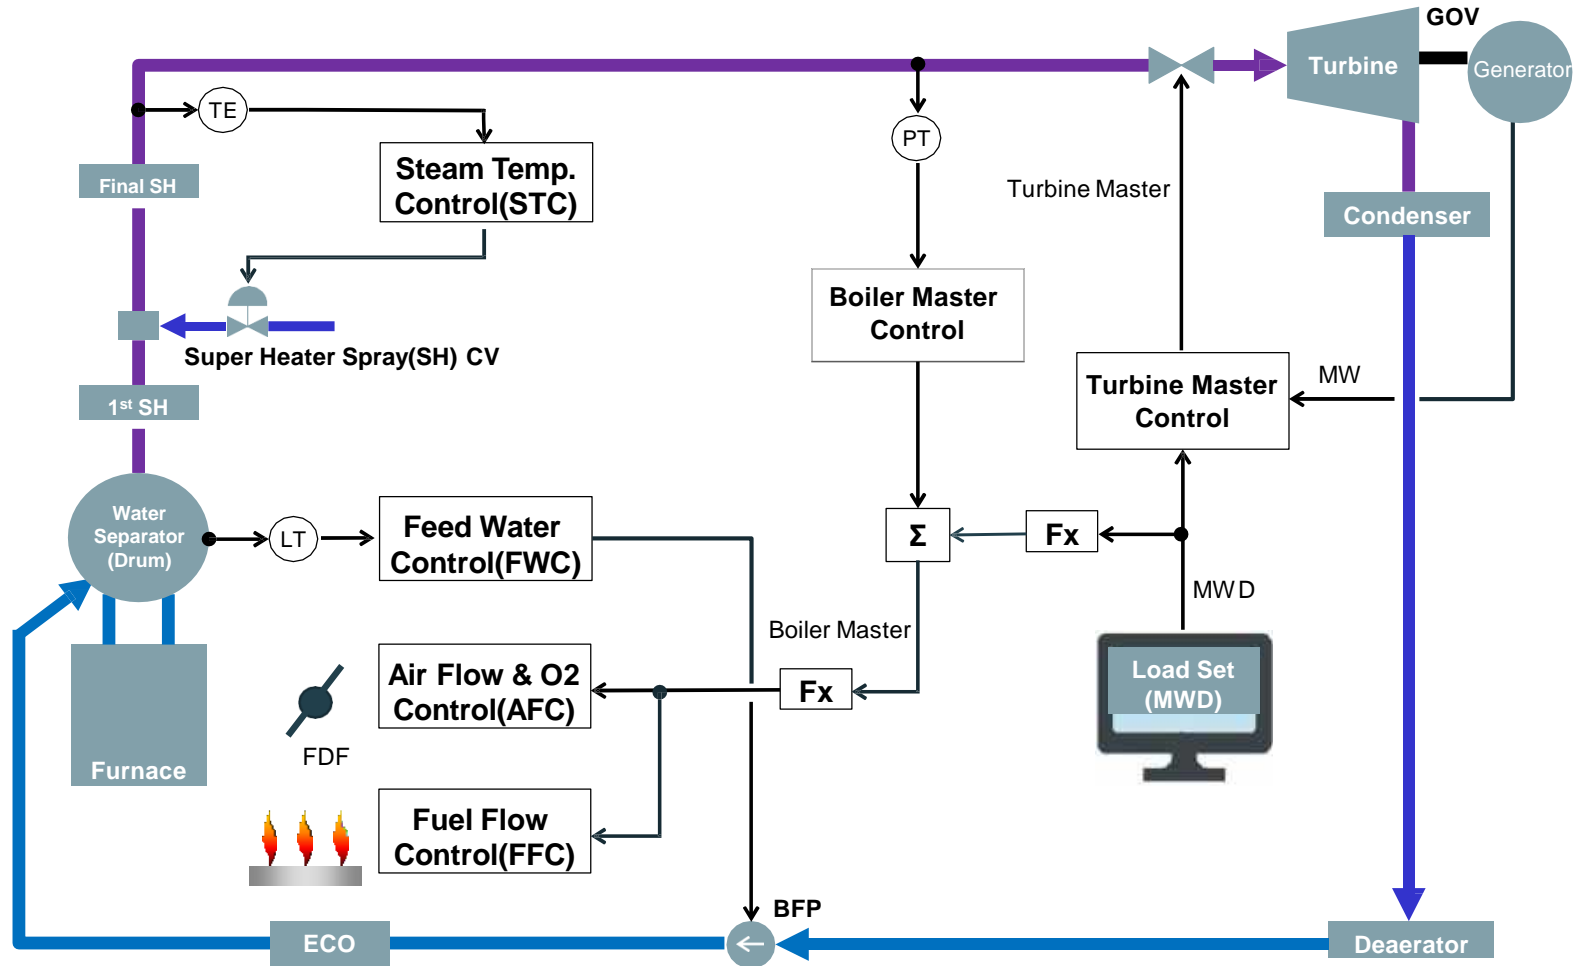 GOV
Turbine
Generator
TE
PT
Steam Temp.
Control(STC)
Final SH
Turbine Master
Condenser
Boiler Master
Control
Super Heater Spray(SH) CV
Turbine Master
Control
MW
1st SH
Water
Separator
(Drum)
LT
Feed Water
Control(FWC)
Σ
Fx
MWD
Boiler Master
Load Set
(MWD)
Air Flow & O2
Control(AFC)
Fx
FDF
Furnace
Fuel Flow
Control(FFC)
BFP
ECO
Deaerator